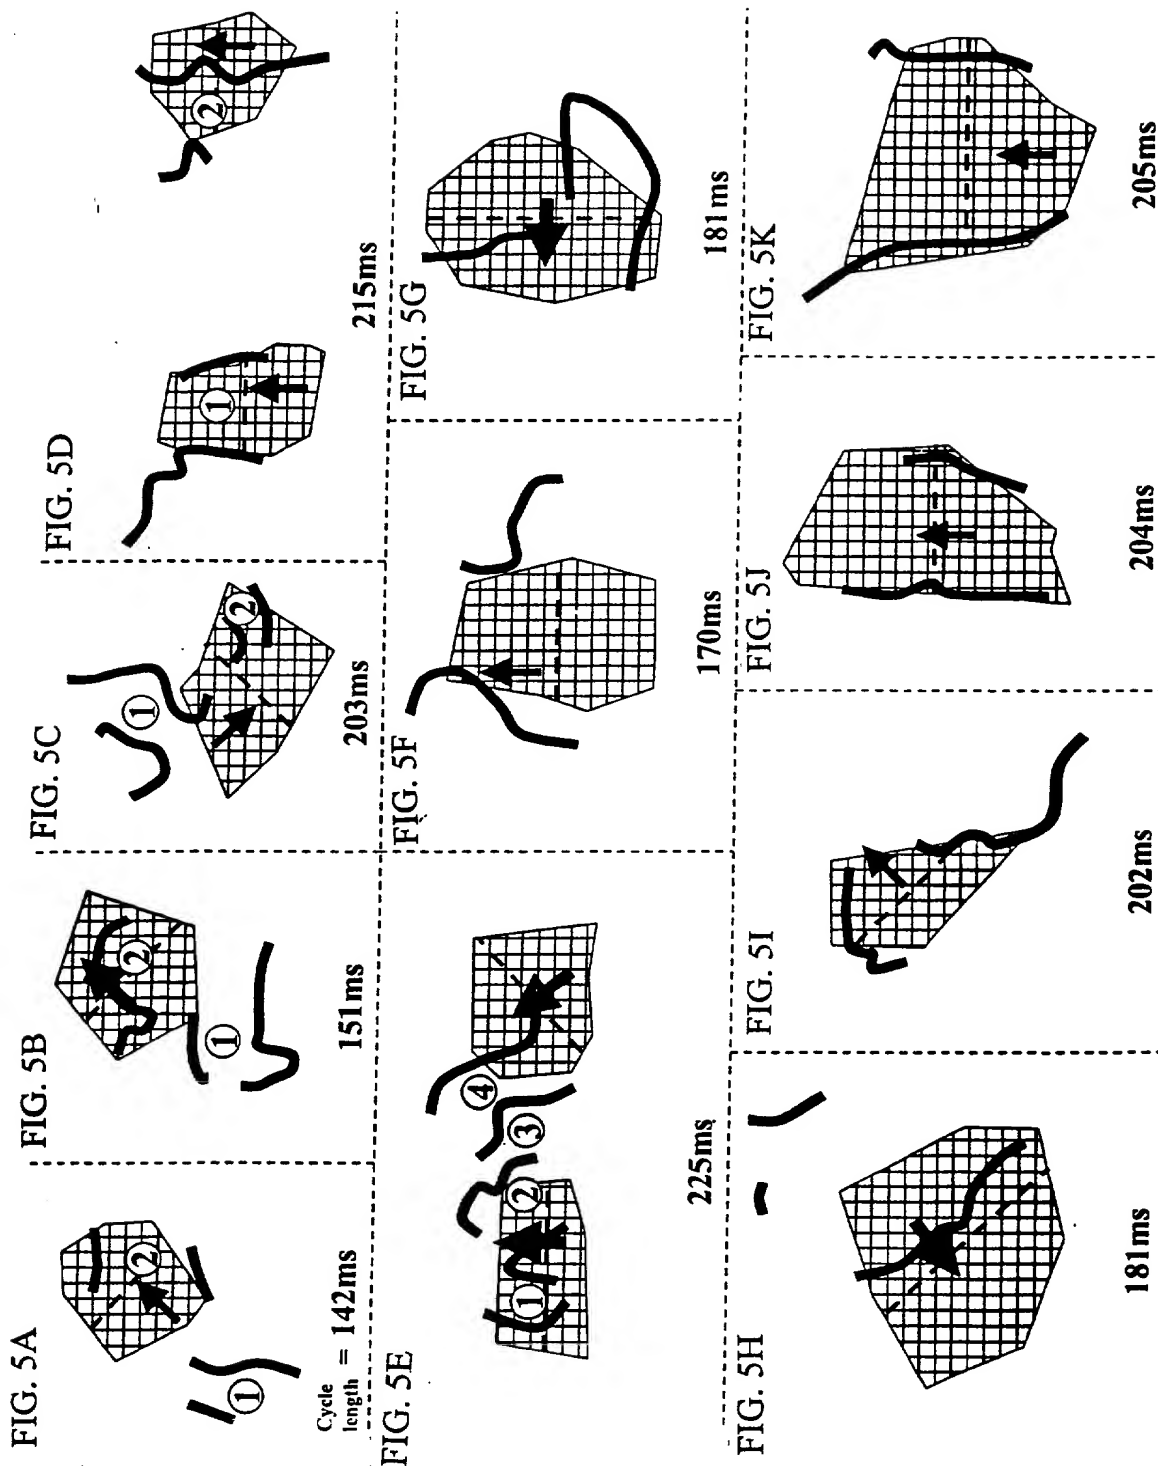 FIG. 5A
①
②
Cycle
length = 142ms
FIG. 5B
①
②
151ms
FIG. 5C
①
②
203ms
FIG. 5D
①
②
215ms
FIG. 5E
①
②
③
④
225ms
FIG. 5F
170ms
FIG. 5G
181ms
FIG. 5H
181ms
FIG. 5I
202ms
FIG. 5J
204ms
FIG. 5K
205ms